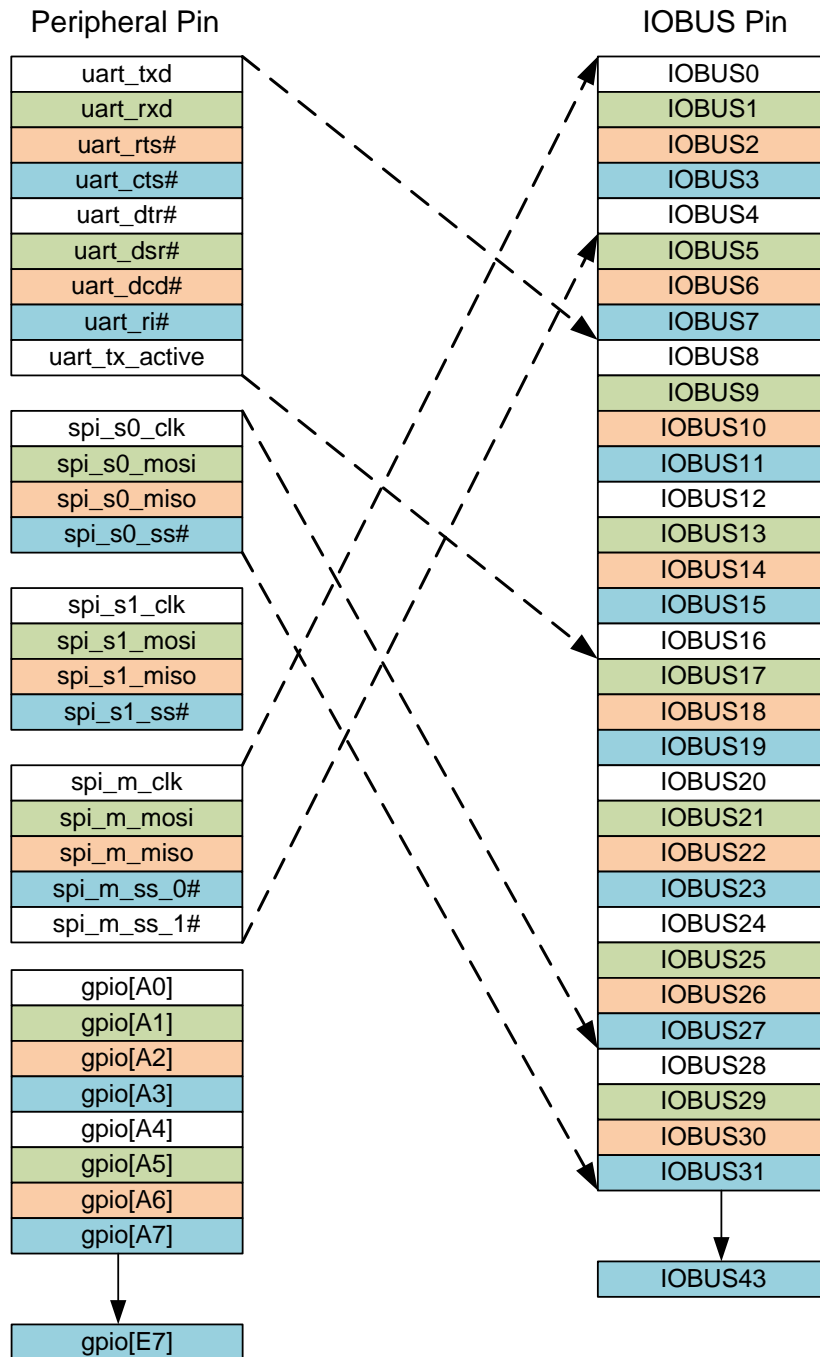 Peripheral Pin
uart_txd
uart_rxd
uart_rts#
uart_cts#
uart_dtr#
uart_dsr#
uart_dcd#
uart_ri#
uart_tx_active
spi_s0_clk
spi_s0_mosi
spi_s0_miso
spi_s0_ss#
spi_s1_clk
spi_s1_mosi
spi_s1_miso
spi_s1_ss#
spi_m_clk
spi_m_mosi
spi_m_miso
spi_m_ss_0#
spi_m_ss_1#
gpio[A0]
gpio[A1]
gpio[A2]
gpio[A3]
gpio[A4]
gpio[A5]
gpio[A6]
gpio[A7]
gpio[E7]
IOBUS Pin
IOBUS0
IOBUS1
IOBUS2
IOBUS3
IOBUS4
IOBUS5
IOBUS6
IOBUS7
IOBUS8
IOBUS9
IOBUS10
IOBUS11
IOBUS12
IOBUS13
IOBUS14
IOBUS15
IOBUS16
IOBUS17
IOBUS18
IOBUS19
IOBUS20
IOBUS21
IOBUS22
IOBUS23
IOBUS24
IOBUS25
IOBUS26
IOBUS27
IOBUS28
IOBUS29
IOBUS30
IOBUS31
IOBUS43